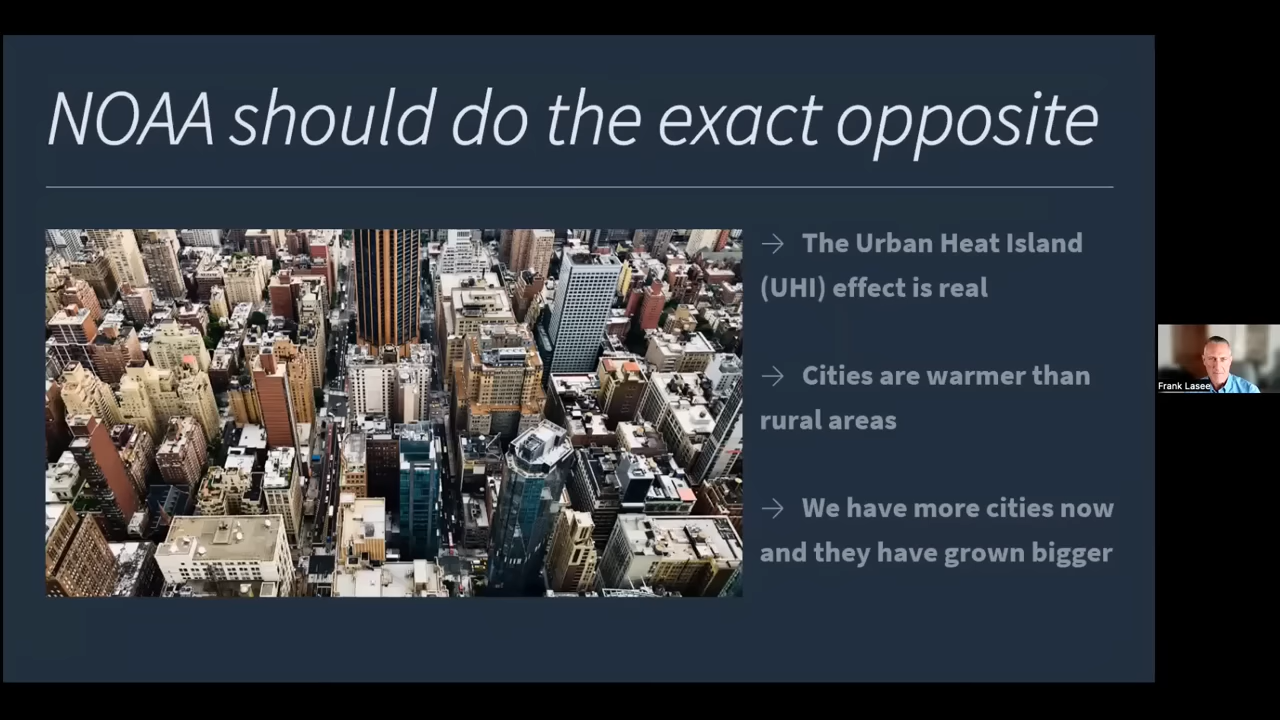 NOAA should do the exact opposite
→ The Urban Heat Island
(UHI) effect is real
→ Cities are warmer than
rural areas
→ We have more cities now
and they have grown bigger
Frank Lasee